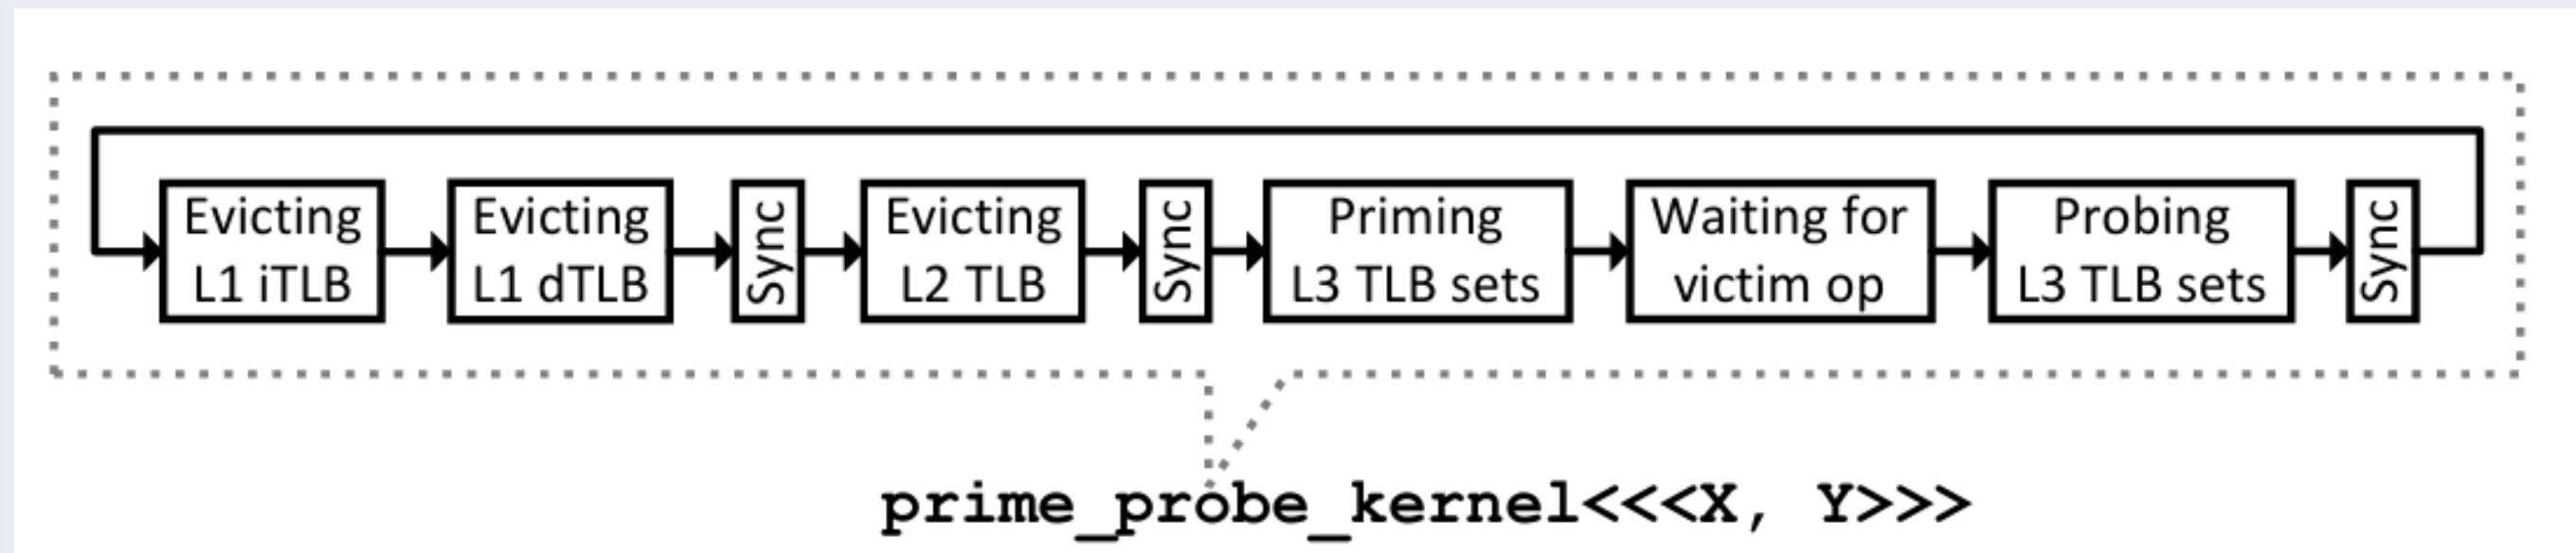 Evicting
L1 iTLB
Evicting
L1 dTLB
Sync
Evicting
L2 TLB
Sync
Priming
L3 TLB sets
Waiting for
victim op
Probing
L3 TLB sets
Sync
prime_probe_kernel<<<X, Y>>>